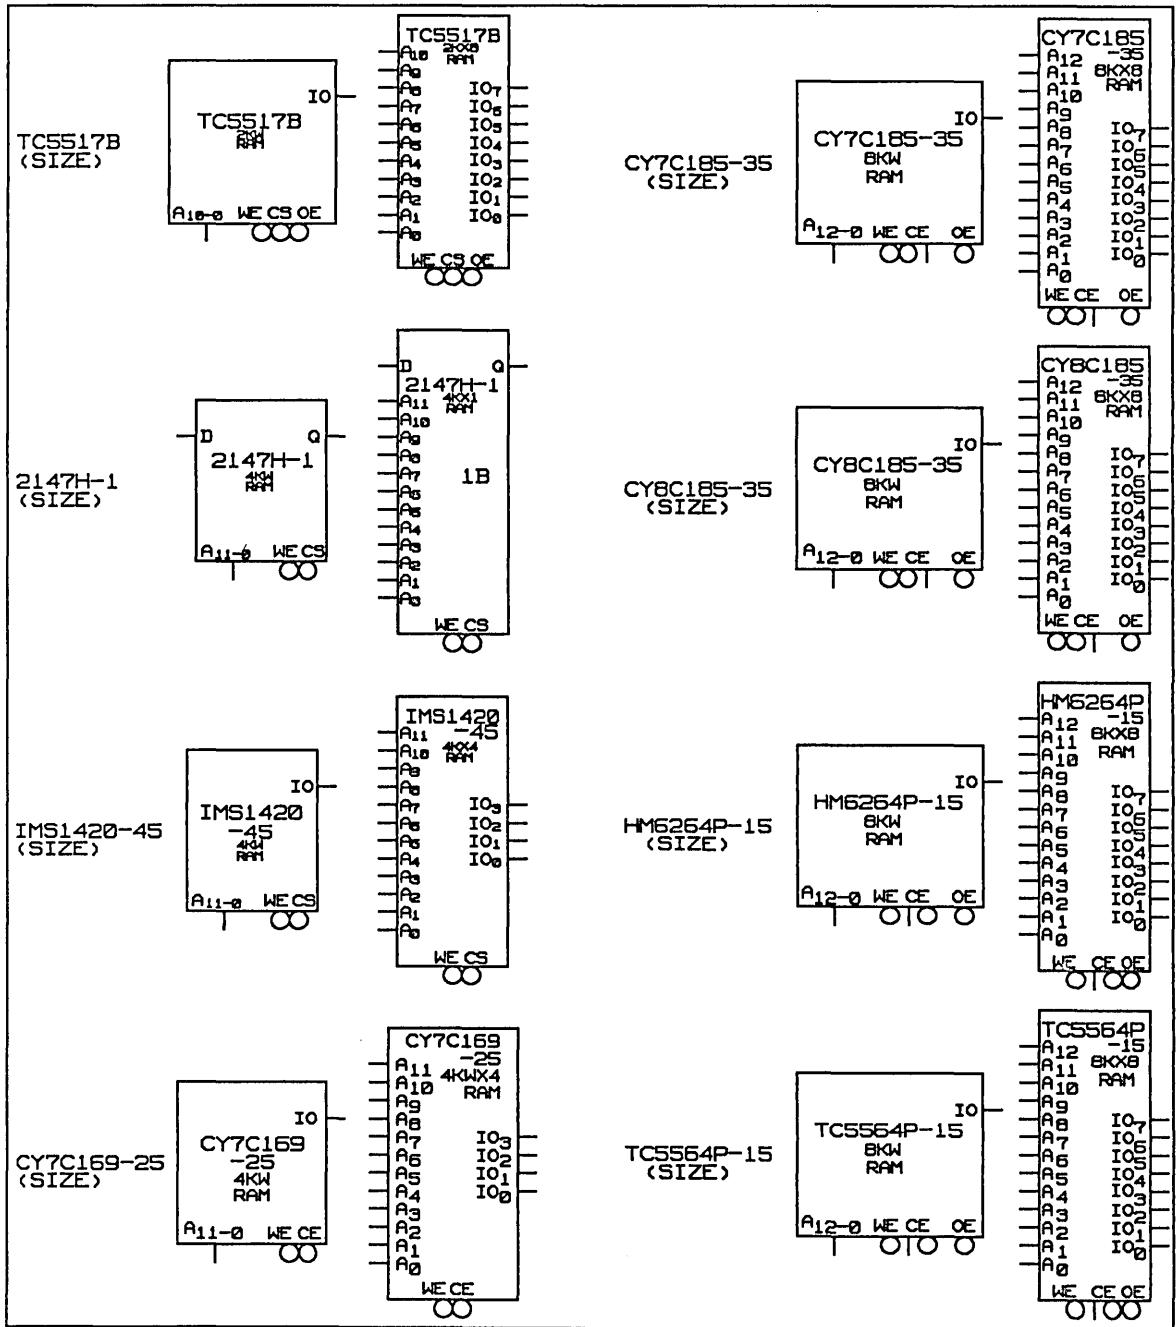 TC5517B
(SIZE)
TC5517B
2KW
RAM
IO
A10-0 WE CS OE
TC5517B
2KX8
RAM
A10
A9
A8
A7
A6
A5
A4
A3
A2
A1
A0
IO7
IO6
IO5
IO4
IO3
IO2
IO1
IO0
WE CS OE
2147H-1
(SIZE)
D Q
2147H-1
4KW
RAM
A11-0 WE CS
D Q
2147H-1
4KX1
RAM
1B
A11
A10
A9
A8
A7
A6
A5
A4
A3
A2
A1
A0
WE CS
IMS1420-45
(SIZE)
IO
IMS1420
-45
4KW
RAM
A11-0 WE CS
IMS1420
-45
4KX4
RAM
A11
A10
A9
A8
A7
A6
A5
A4
A3
A2
A1
A0
IO3
IO2
IO1
IO0
WE CS
CY7C169-25
(SIZE)
IO
CY7C169
-25
4KW
RAM
A11-0 WE CE
CY7C169
-25
4KWX4
RAM
A11
A10
A9
A8
A7
A6
A5
A4
A3
A2
A1
A0
IO3
IO2
IO1
IO0
WE CE
CY7C185-35
(SIZE)
IO
CY7C185-35
8KW
RAM
A12-0 WE CE OE
CY7C185
-35
8KX8
RAM
A12
A11
A10
A9
A8
A7
A6
A5
A4
A3
A2
A1
A0
IO7
IO6
IO5
IO4
IO3
IO2
IO1
IO0
WE CE OE
CY8C185-35
(SIZE)
IO
CY8C185-35
8KW
RAM
A12-0 WE CE OE
CY8C185
-35
8KX8
RAM
A12
A11
A10
A9
A8
A7
A6
A5
A4
A3
A2
A1
A0
IO7
IO6
IO5
IO4
IO3
IO2
IO1
IO0
WE CE OE
HM6264P-15
(SIZE)
IO
HM6264P-15
8KW
RAM
A12-0 WE CE OE
HM6264P
-15
8KX8
RAM
A12
A11
A10
A9
A8
A7
A6
A5
A4
A3
A2
A1
A0
IO7
IO6
IO5
IO4
IO3
IO2
IO1
IO0
WE CE OE
TC5564P-15
(SIZE)
IO
TC5564P-15
8KW
RAM
A12-0 WE CE OE
TC5564P
-15
8KX8
RAM
A12
A11
A10
A9
A8
A7
A6
A5
A4
A3
A2
A1
A0
IO7
IO6
IO5
IO4
IO3
IO2
IO1
IO0
WE CE OE